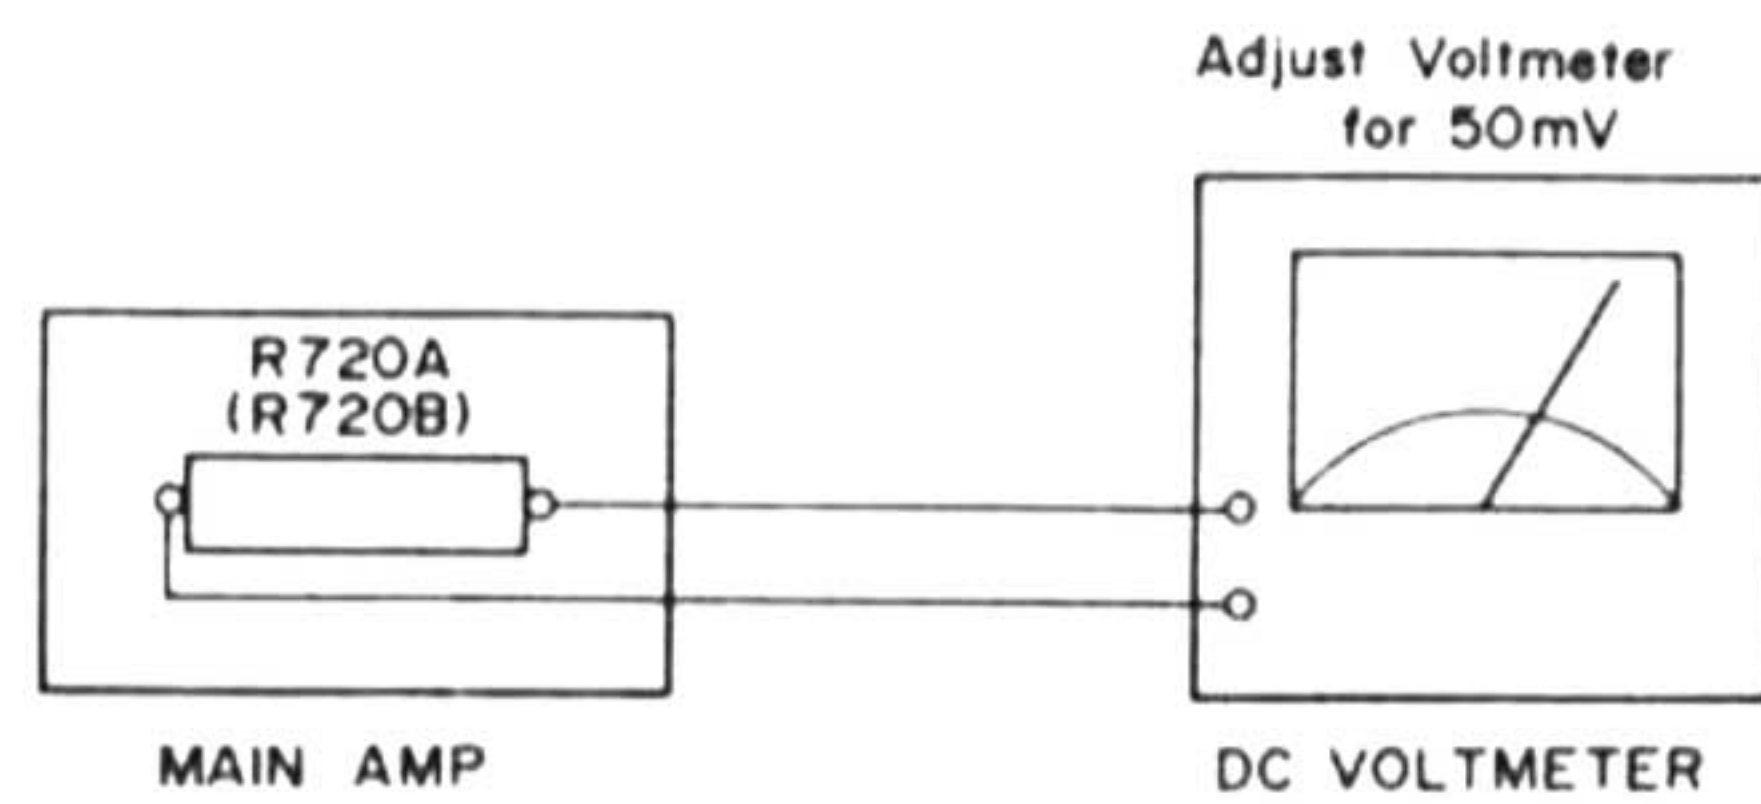 Adjust Voltmeter
for 50mV
R720A
(R720B)
MAIN AMP
DC VOLTMETER